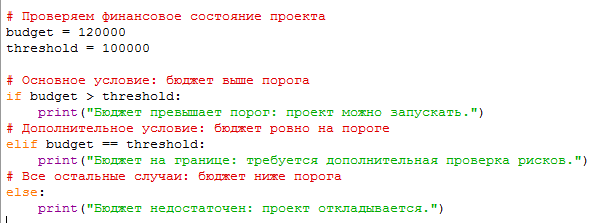 # Проверяем финансовое состояние проекта
budget = 120000
threshold = 100000
# Основное условие: бюджет выше порога
if budget > threshold:
    print("Бюджет превышает порог: проект можно запускать.")
# Дополнительное условие: бюджет ровно на пороге
elif budget == threshold:
    print("Бюджет на границе: требуется дополнительная проверка рисков.")
# Все остальные случаи: бюджет ниже порога
else:
    print("Бюджет недостаточен: проект откладывается.")